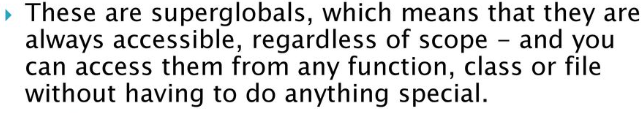 These are superglobals, which means that they are
always accessible, regardless of scope – and you
can access them from any function, class or file
without having to do anything special.